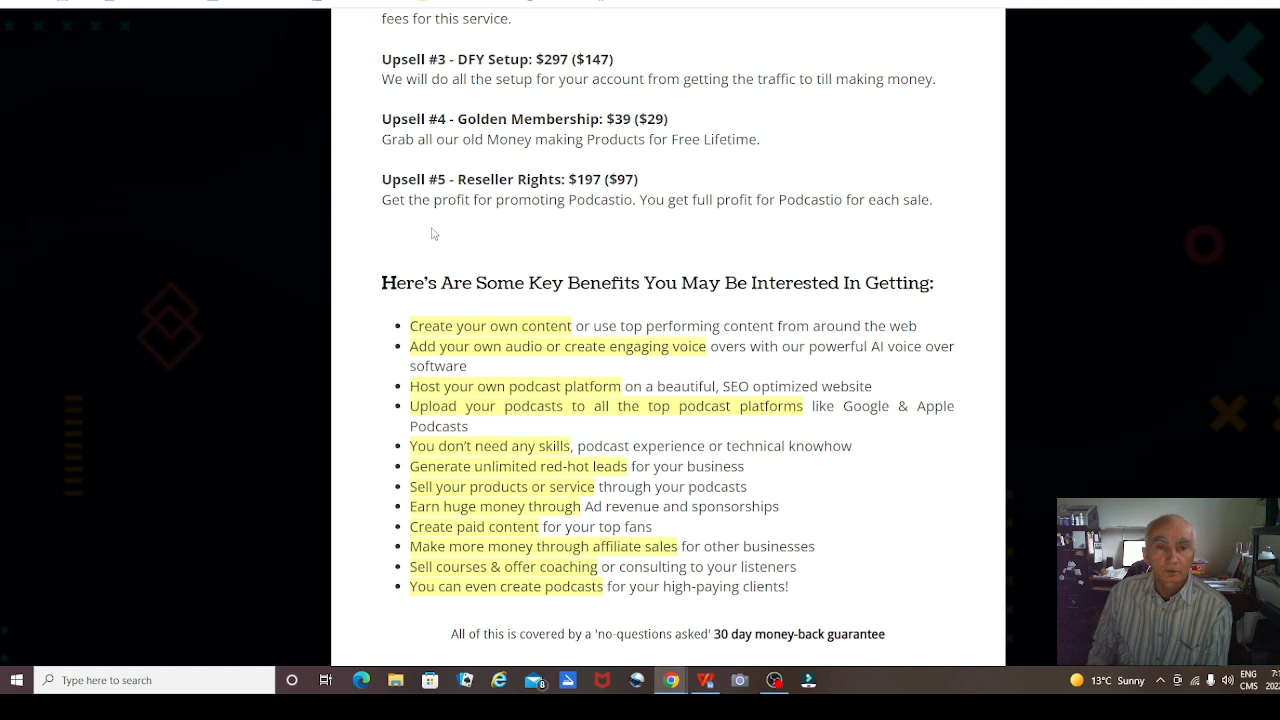 fees for this service.
Upsell #3 - DFY Setup: $297 ($147)
We will do all the setup for your account from getting the traffic to till making money.
Upsell #4 - Golden Membership: $39 ($29)
Grab all our old Money making Products for Free Lifetime.
Upsell #5 - Reseller Rights: $197 ($97)
Get the profit for promoting Podcastio. You get full profit for Podcastio for each sale.
Here's Are Some Key Benefits You May Be Interested In Getting:
Create your own content or use top performing content from around the web
Add your own audio or create engaging voice overs with our powerful AI voice over
software
Host your own podcast platform on a beautiful, SEO optimized website
Upload your podcasts to all the top podcast platforms like Google & Apple
Podcasts
You don't need any skills, podcast experience or technical knowhow
Generate unlimited red-hot leads for your business
Sell your products or service through your podcasts
Earn huge money through Ad revenue and sponsorships
Create paid content for your top fans
Make more money through affiliate sales for other businesses
Sell courses & offer coaching or consulting to your listeners
You can even create podcasts for your high-paying clients!
All of this is covered by a 'no-questions asked' 30 day money-back guarantee
Type here to search
8
13°C Sunny
ENG
CMS